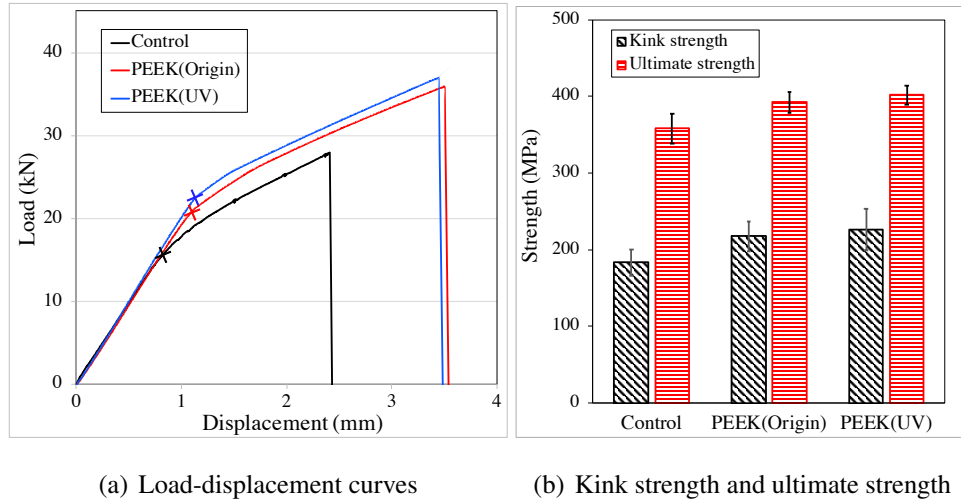 40
30
20
10
0
Load (kN)
Control
PEEK(Origin)
PEEK(UV)
0 1 2 3 4
Displacement (mm)
500
400
300
200
100
0
Strength (MPa)
Kink strength
Ultimate strength
Control PEEK(Origin) PEEK(UV)
(a) Load-displacement curves
(b) Kink strength and ultimate strength